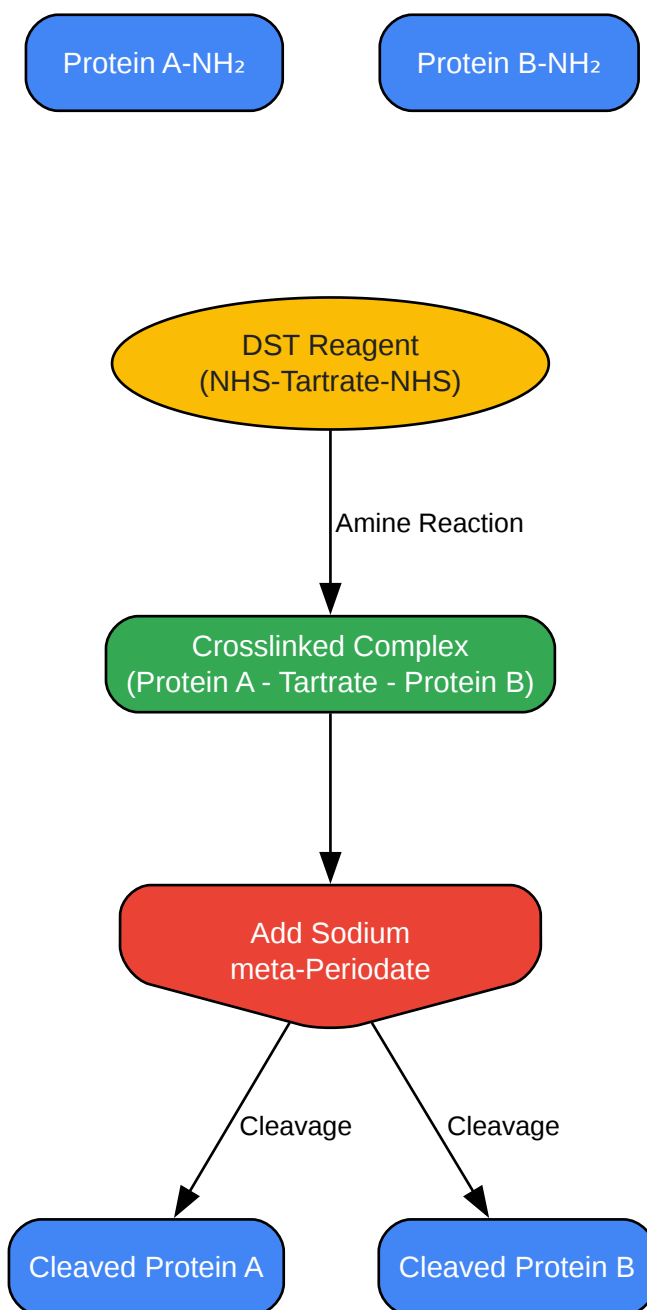 Protein A-NH₂
Protein B-NH₂
DST Reagent
(NHS-Tartrate-NHS)
Amine Reaction
Crosslinked Complex
(Protein A - Tartrate - Protein B)
Add Sodium
meta-Periodate
Cleavage
Cleavage
Cleaved Protein A
Cleaved Protein B